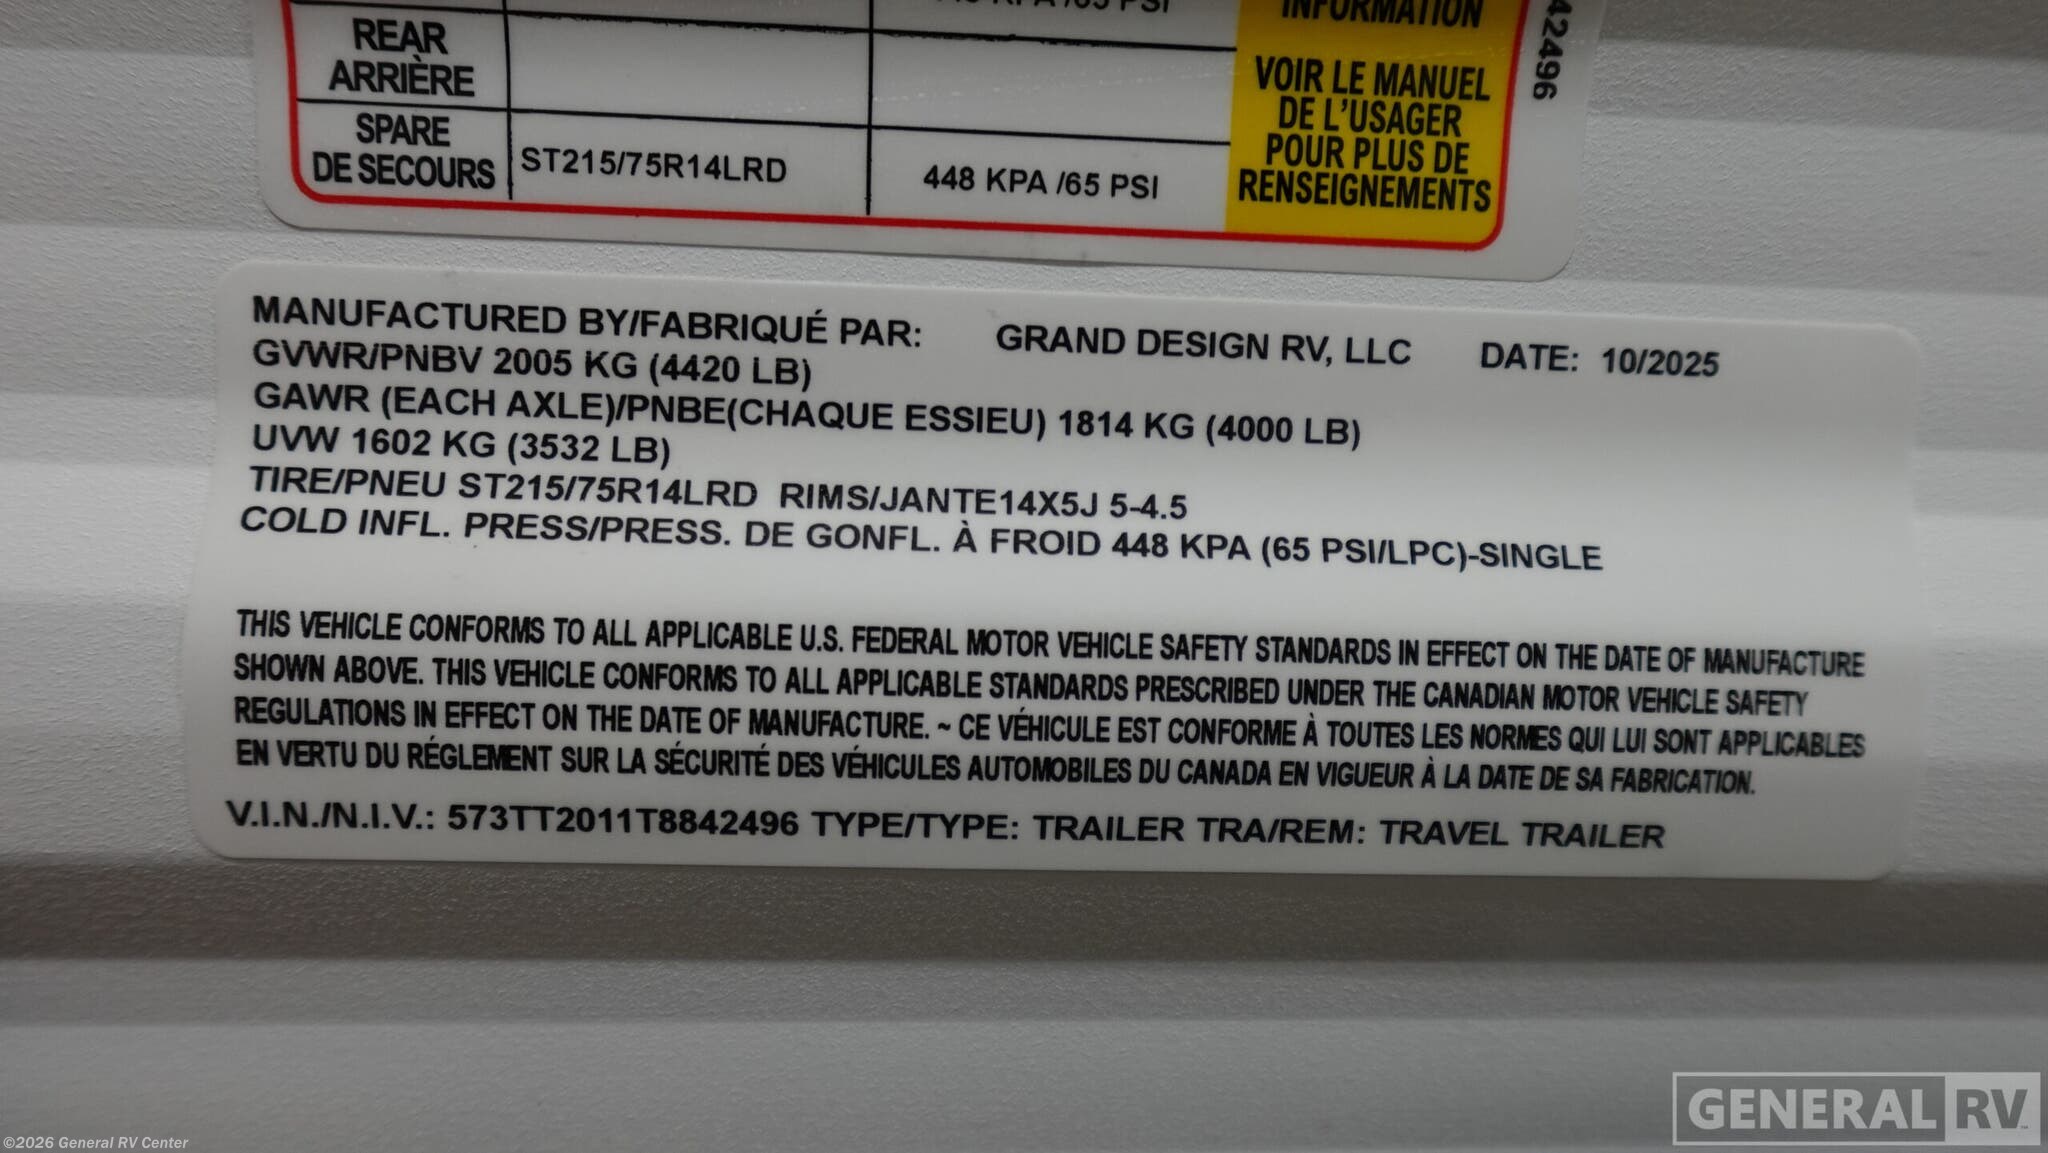 /65 PSI
INFORMATION
REAR
ARRIÈRE
VOIR LE MANUEL
DE L'USAGER
POUR PLUS DE
RENSEIGNEMENTS
SPARE
DE SECOURS
ST215/75R14LRD
448 KPA /65 PSI
42496
MANUFACTURED BY/FABRIQUÉ PAR: GRAND DESIGN RV, LLC DATE: 10/2025
GVWR/PNBV 2005 KG (4420 LB)
GAWR (EACH AXLE)/PNBE(CHAQUE ESSIEU) 1814 KG (4000 LB)
UVW 1602 KG (3532 LB)
TIRE/PNEU ST215/75R14LRD RIMS/JANTE14X5J 5-4.5
COLD INFL. PRESS/PRESS. DE GONFL. À FROID 448 KPA (65 PSI/LPC)-SINGLE
THIS VEHICLE CONFORMS TO ALL APPLICABLE U.S. FEDERAL MOTOR VEHICLE SAFETY STANDARDS IN EFFECT ON THE DATE OF MANUFACTURE
SHOWN ABOVE. THIS VEHICLE CONFORMS TO ALL APPLICABLE STANDARDS PRESCRIBED UNDER THE CANADIAN MOTOR VEHICLE SAFETY
REGULATIONS IN EFFECT ON THE DATE OF MANUFACTURE. ~ CE VÉHICULE EST CONFORME À TOUTES LES NORMES QUI LUI SONT APPLICABLES
EN VERTU DU RÉGLEMENT SUR LA SÉCURITÉ DES VÉHICULES AUTOMOBILES DU CANADA EN VIGUEUR À LA DATE DE SA FABRICATION.
V.I.N./N.I.V.: 573TT2011T8842496 TYPE/TYPE: TRAILER TRA/REM: TRAVEL TRAILER
GENERAL RV
©2026 General RV Center